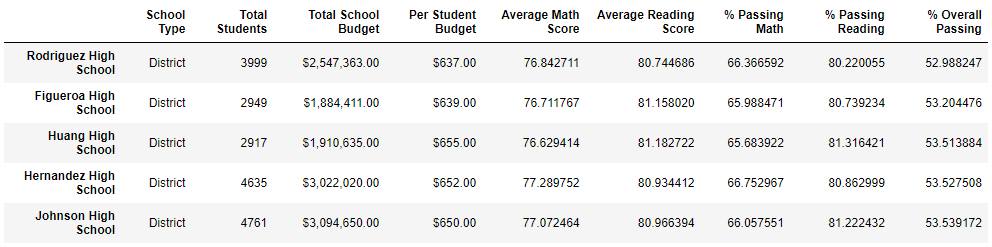 School Type Total Students Total School Budget Per Student Budget Average Math Score Average Reading Score % Passing Math % Passing Reading % Overall Passing
Rodriguez High School District 3999 $2,547,363.00 $637.00 76.842711 80.744686 66.366592 80.220055 52.988247
Figueroa High School District 2949 $1,884,411.00 $639.00 76.711767 81.158020 65.988471 80.739234 53.204476
Huang High School District 2917 $1,910,635.00 $655.00 76.629414 81.182722 65.683922 81.316421 53.513884
Hernandez High School District 4635 $3,022,020.00 $652.00 77.289752 80.934412 66.752967 80.862999 53.527508
Johnson High School District 4761 $3,094,650.00 $650.00 77.072464 80.966394 66.057551 81.222432 53.539172